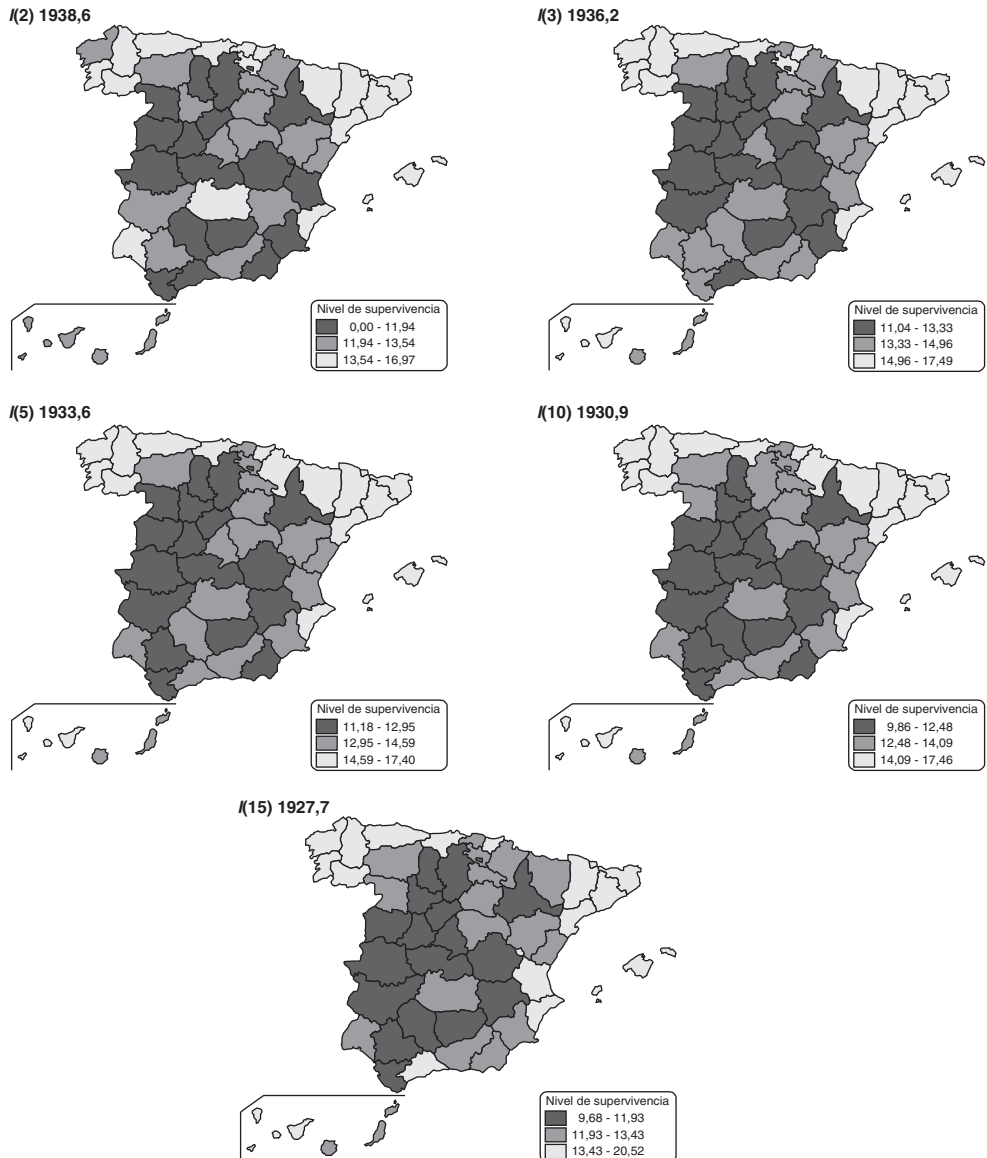 l(2) 1938,6
Nivel de supervivencia
0,00 - 11,94
11,94 - 13,54
13,54 - 16,97
l(3) 1936,2
Nivel de supervivencia
11,04 - 13,33
13,33 - 14,96
14,96 - 17,49
l(5) 1933,6
Nivel de supervivencia
11,18 - 12,95
12,95 - 14,59
14,59 - 17,40
l(10) 1930,9
Nivel de supervivencia
9,86 - 12,48
12,48 - 14,09
14,09 - 17,46
l(15) 1927,7
Nivel de supervivencia
9,68 - 11,93
11,93 - 13,43
13,43 - 20,52